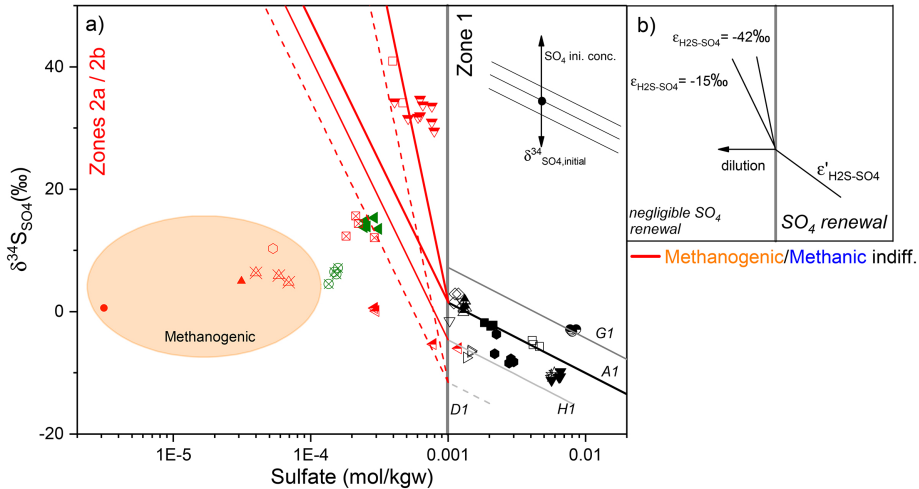 a)
Zones 2a / 2b
Zone 1
SO4 ini. conc.
δ34SO4,initial
40
20
0
-20
δ34SSO4(‰)
Methanogenic
G1
A1
H1
D1
1E-5
1E-4
0.001
0.01
Sulfate (mol/kgw)
b)
εH2S-SO4= -42‰
εH2S-SO4= -15‰
dilution
ε'H2S-SO4
negligible SO4
renewal
SO4 renewal
Methanogenic/Methanic indiff.